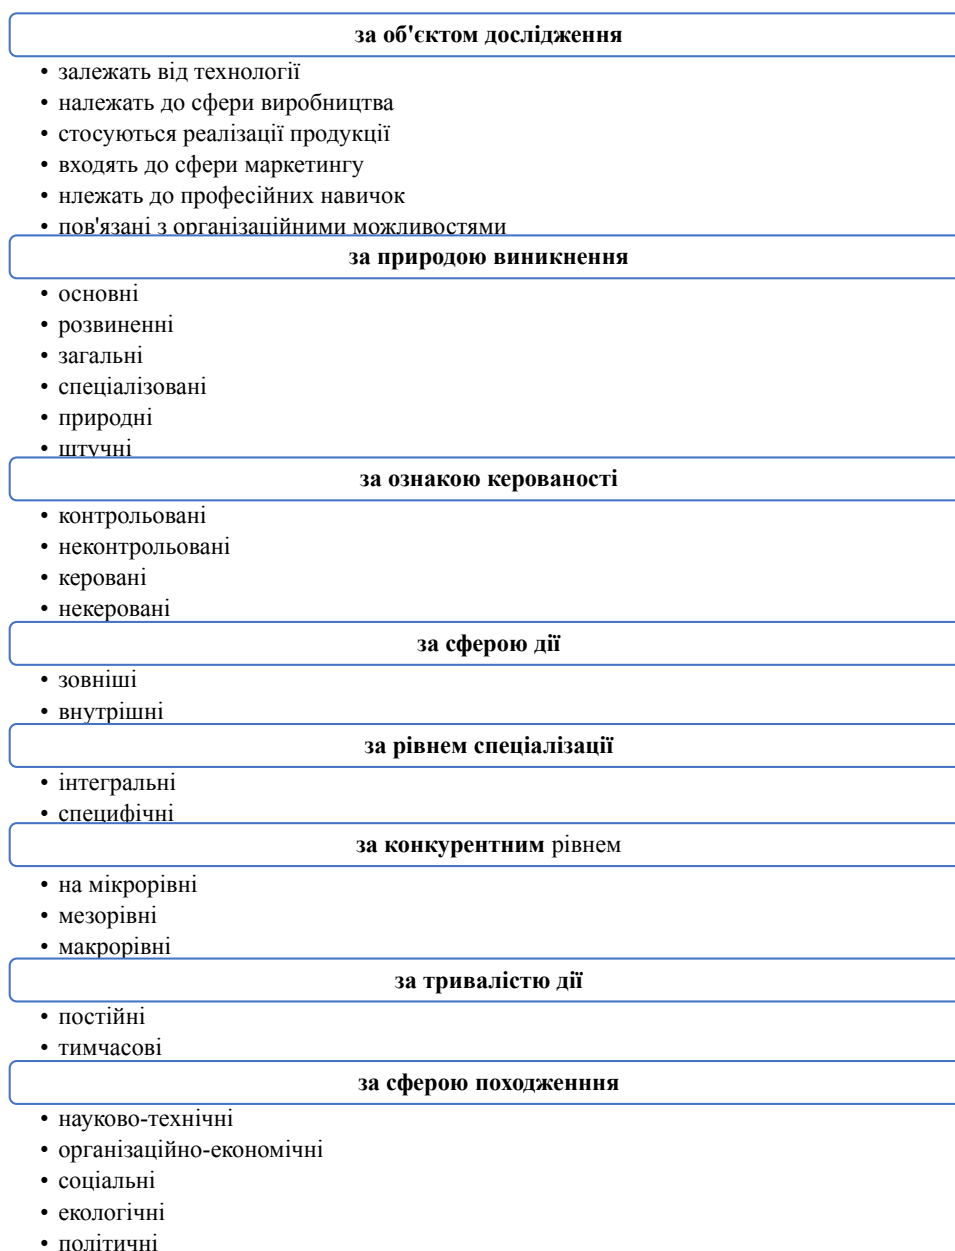 за об'єктом дослідження
• залежать від технології
• належать до сфери виробництва
• стосуються реалізації продукції
• входять до сфери маркетингу
• нлежать до професійних навичок
• пов'язані з організаційними можливостями
за природою виникнення
• основні
• розвиненні
• загальні
• спеціалізовані
• природні
• штучні
за ознакою керованості
• контрольовані
• неконтрольовані
• керовані
• некеровані
за сферою дії
• зовніші
• внутрішні
за рівнем спеціалізації
• інтегральні
• специфічні
за конкурентним рівнем
• на мікрорівні
• мезорівні
• макрорівні
за тривалістю дії
• постійні
• тимчасові
за сферою походженння
• науково-технічні
• організаційно-економічні
• соціальні
• екологічні
• політичні